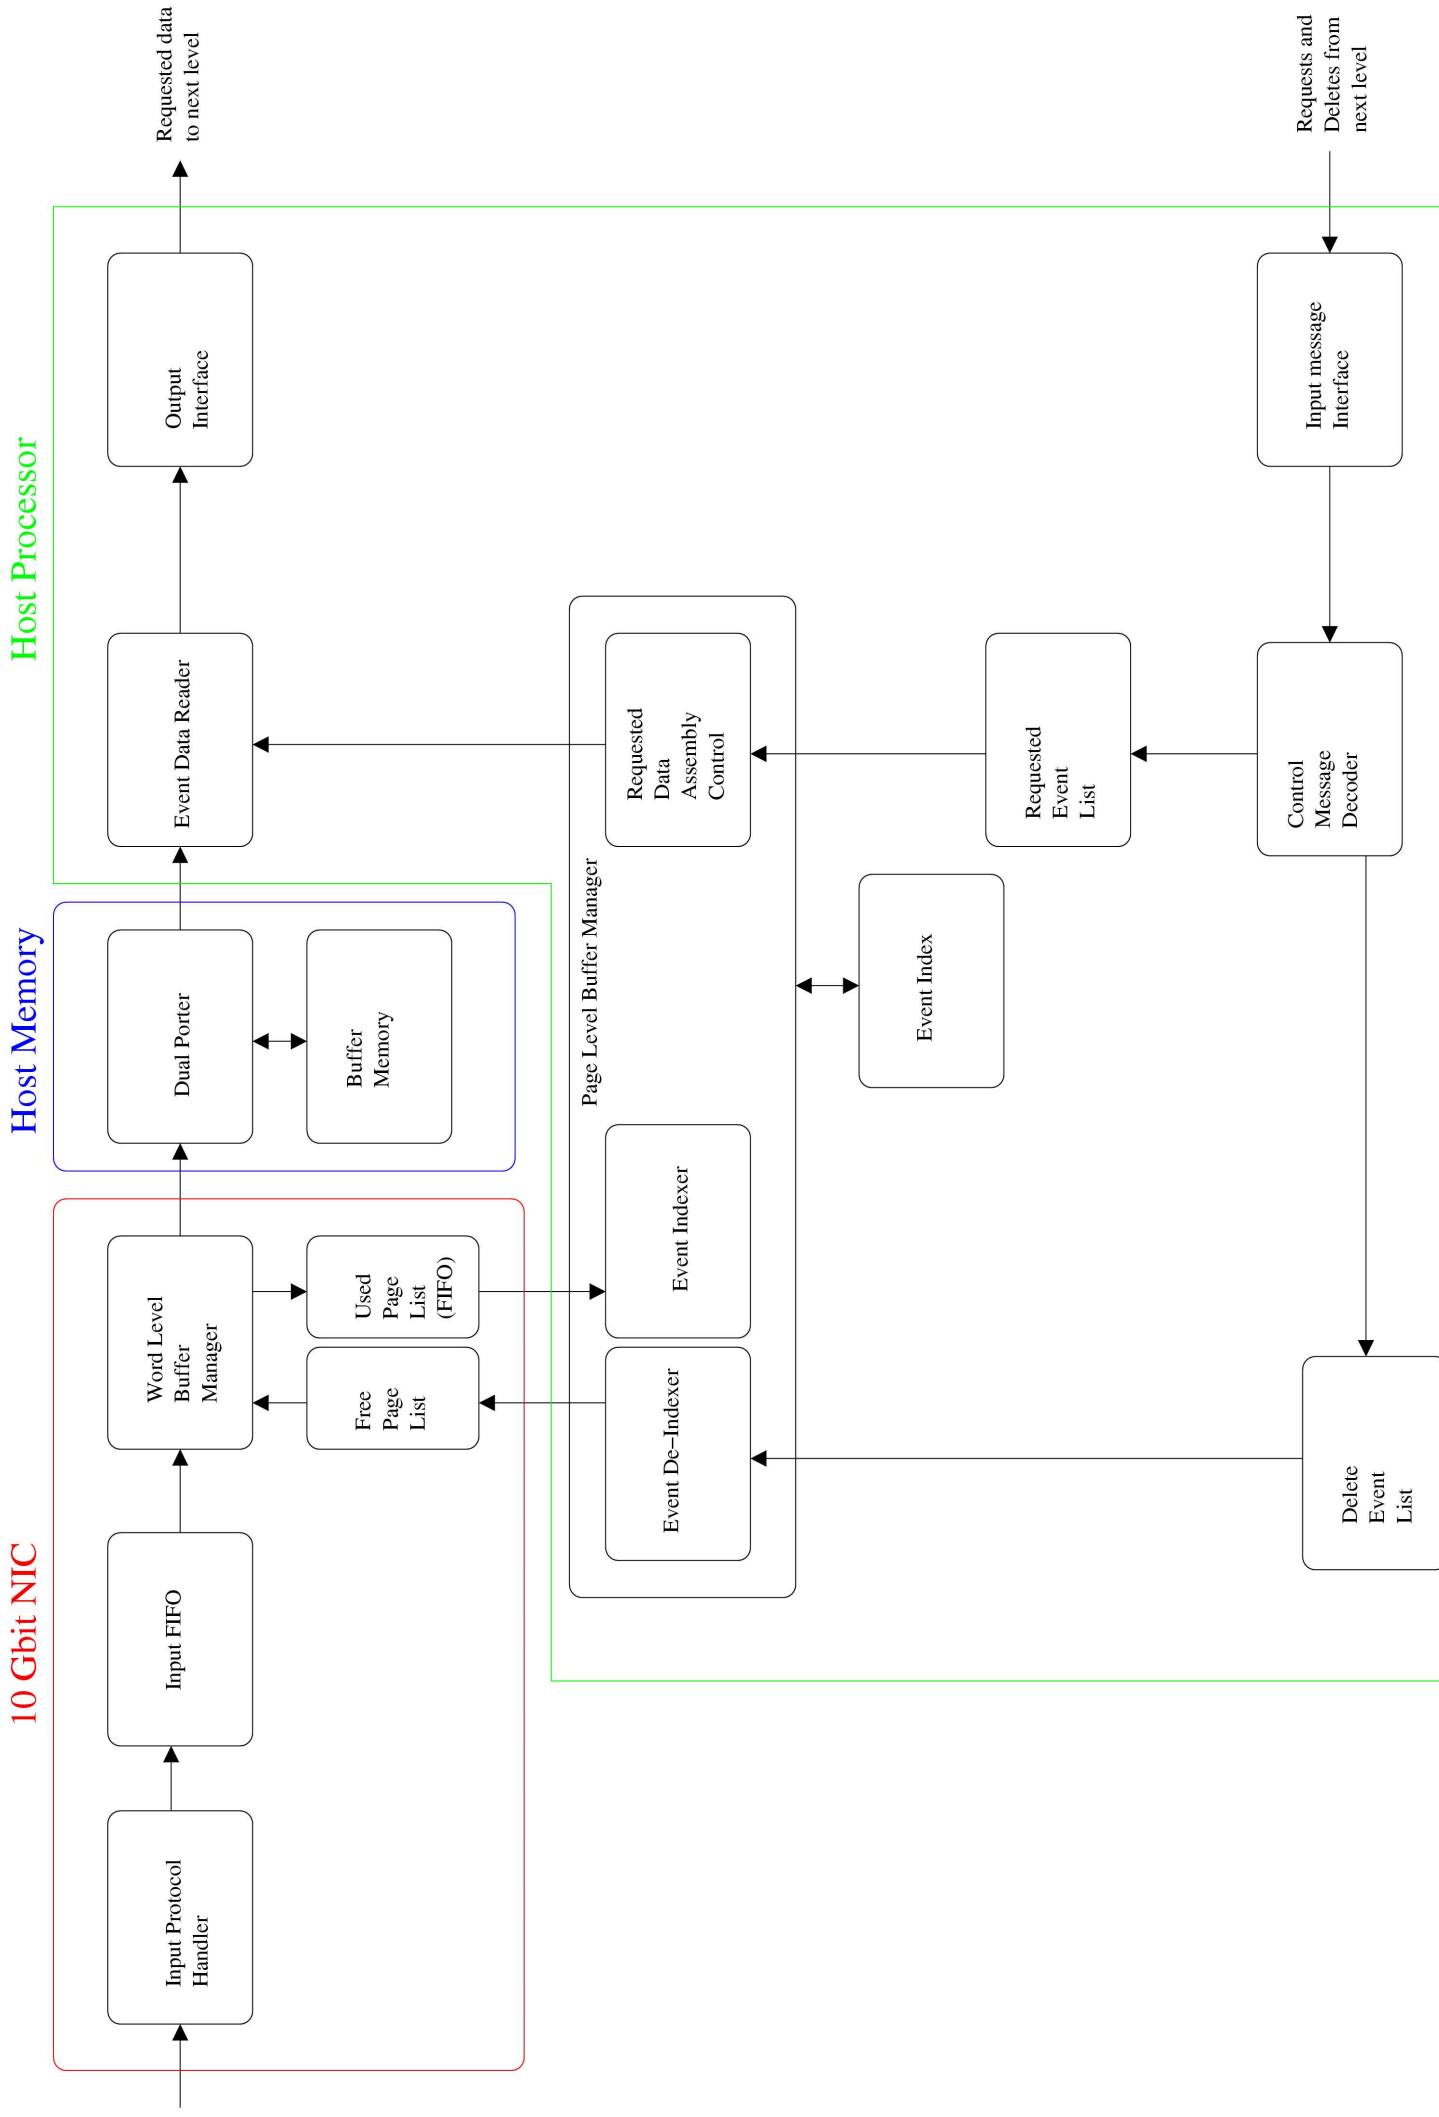 10 Gbit NIC
Host Memory
Host Processor
Input Protocol
Handler
Input FIFO
Word Level
Buffer
Manager
Dual Porter
Event Data Reader
Output
Interface
Requested data
to next level
Free
Page
List
Used
Page
List
(FIFO)
Buffer
Memory
Page Level Buffer Manager
Event De−Indexer
Event Indexer
Requested
Data
Assembly
Control
Event Index
Requested
Event
List
Delete
Event
List
Control
Message
Decoder
Input message
Interface
Requests and
Deletes from
next level